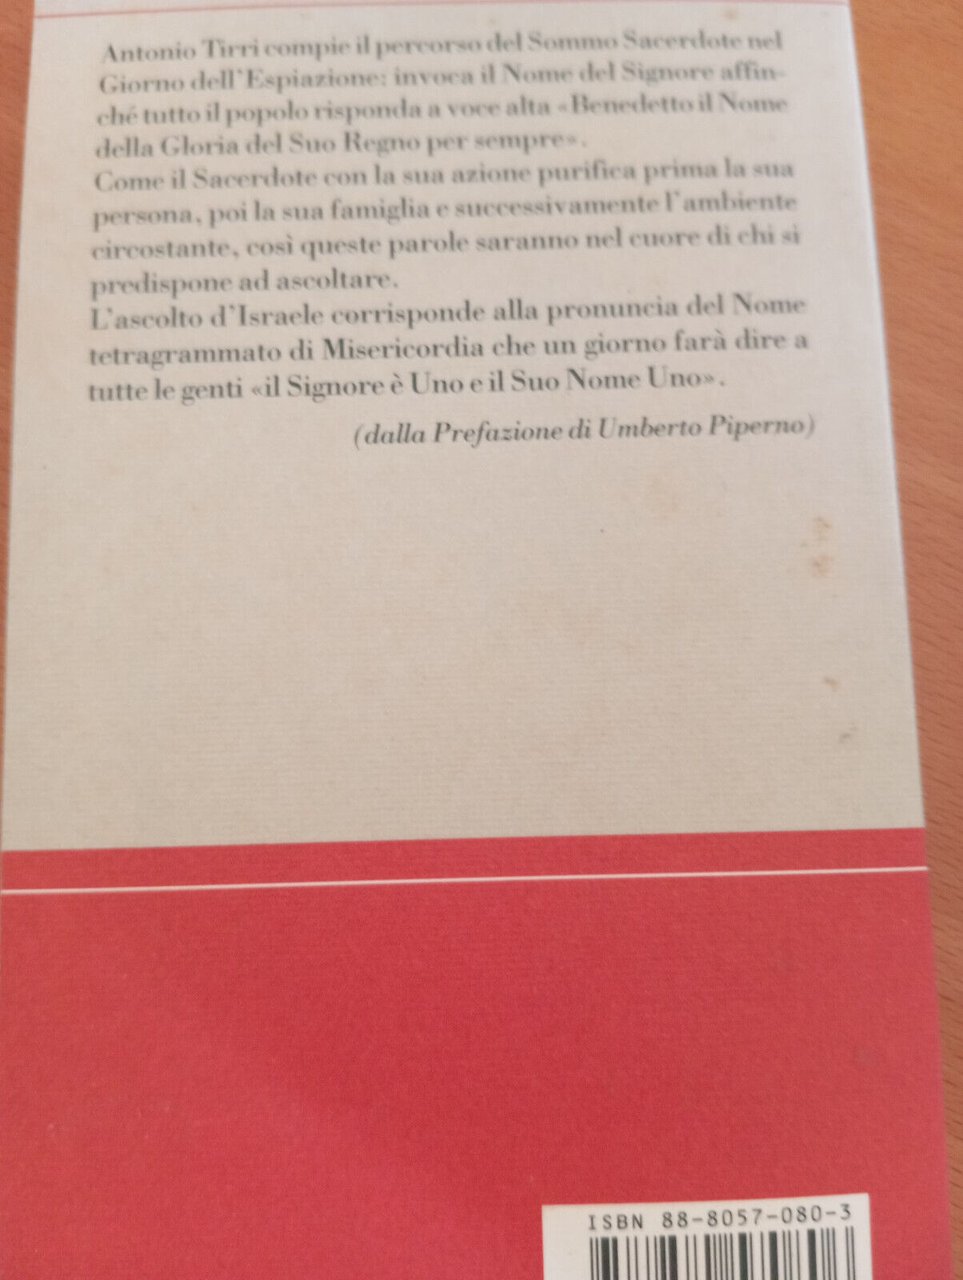 Antonio Tirri compie il percorso del Sommo Sacerdote nel
Giorno dell'Espiazione: invoca il Nome del Signore affin-
ché tutto il popolo risponda a voce alta «Benedetto il Nome
della Gloria del Suo Regno per sempre».
Come il Sacerdote con la sua azione purifica prima la sua
persona, poi la sua famiglia e successivamente l'ambiente
circostante, così queste parole saranno nel cuore di chi si
predispone ad ascoltare.
L'ascolto d'Israele corrisponde alla pronuncia del Nome
tetragrammato di Misericordia che un giorno farà dire a
tutte le genti «il Signore è Uno e il Suo Nome Uno».
(dalla Prefazione di Umberto Piperno)
ISBN 88-8057-080-3